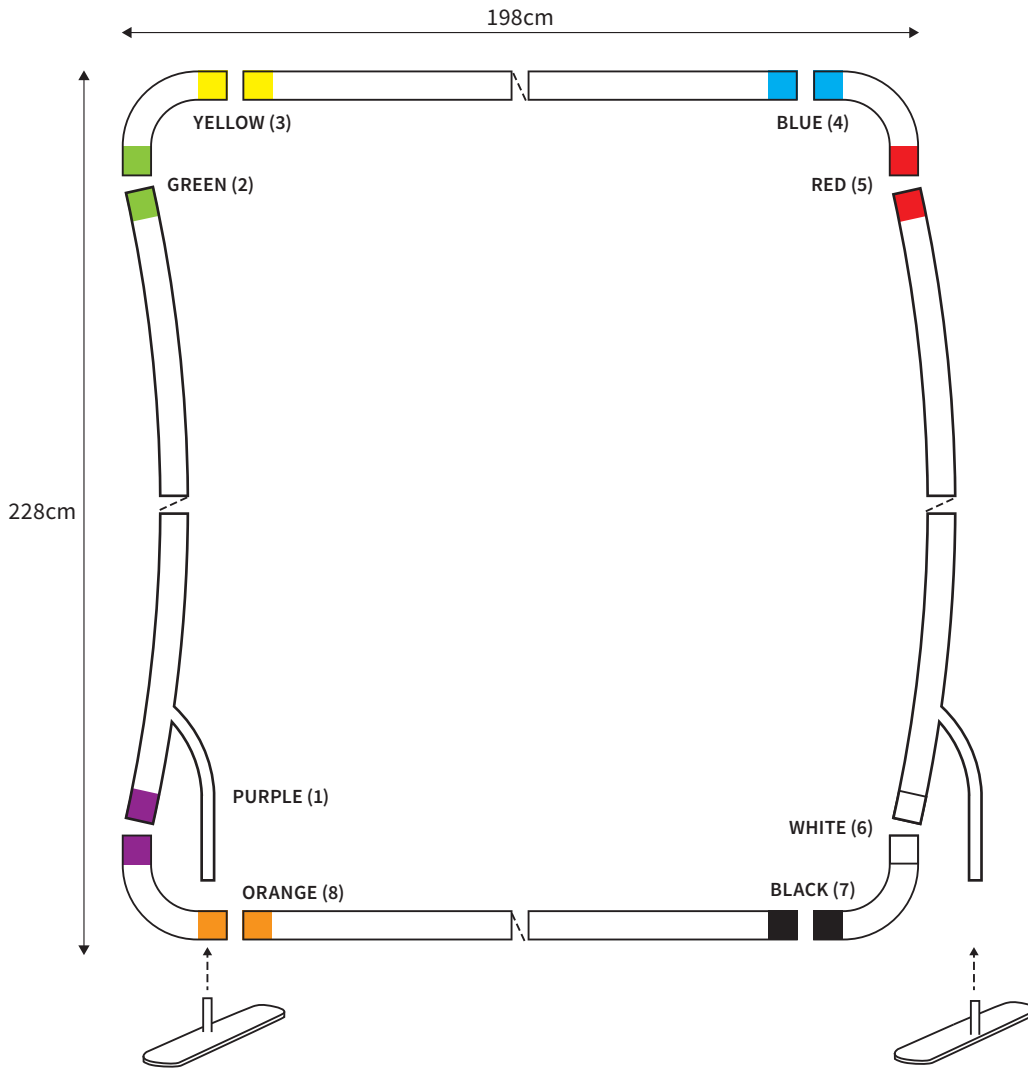 198cm
YELLOW (3)
BLUE (4)
GREEN (2)
RED (5)
228cm
PURPLE (1)
WHITE (6)
ORANGE (8)
BLACK (7)